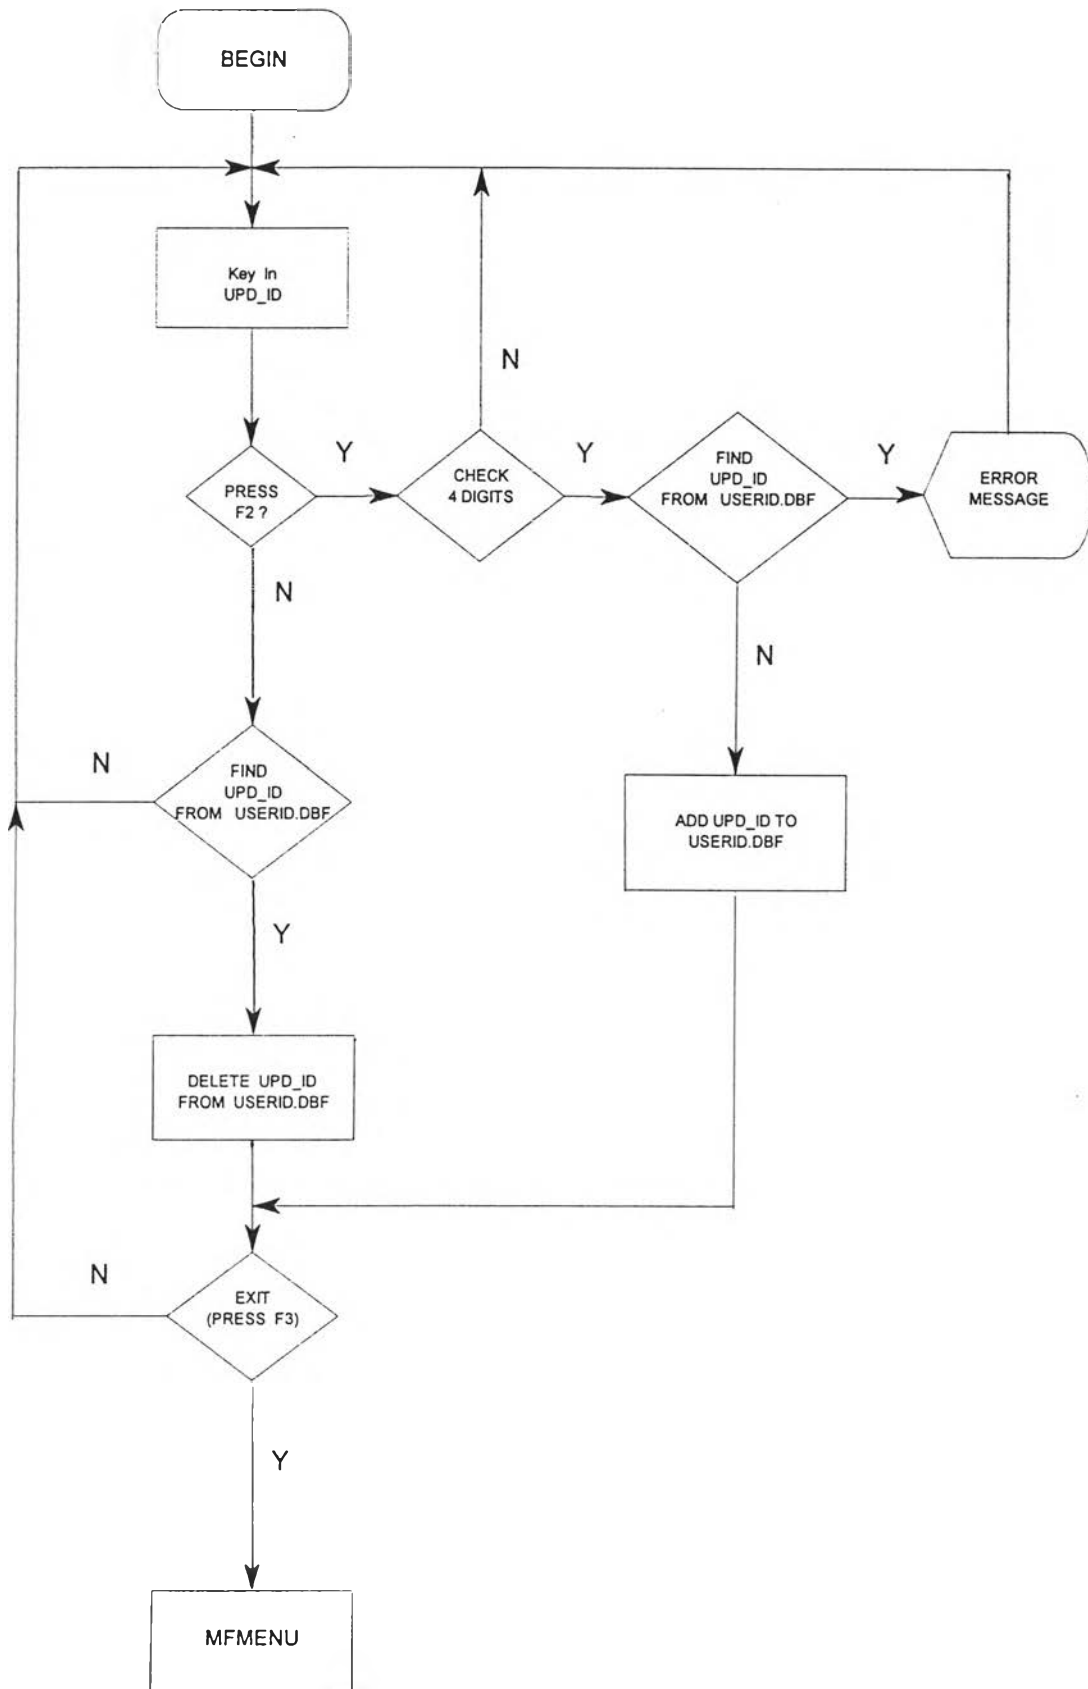 BEGIN
Key In
UPD_ID
N
Y
Y
Y
PRESS
F2 ?
CHECK
4 DIGITS
FIND
UPD_ID
FROM USERID.DBF
ERROR
MESSAGE
N
N
N
FIND
UPD_ID
FROM USERID.DBF
ADD UPD_ID TO
USERID.DBF
Y
DELETE UPD_ID
FROM USERID.DBF
N
EXIT
(PRESS F3)
Y
MFMENU